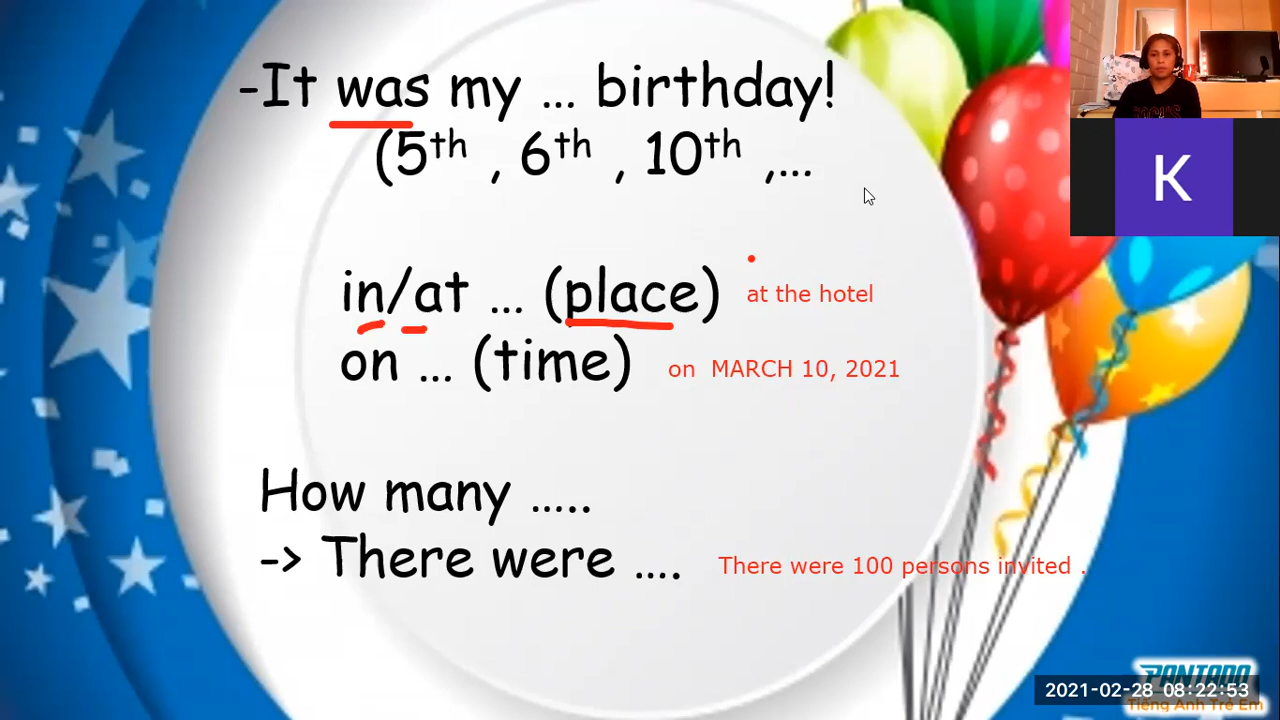 -It was my ... birthday!
(5th , 6th , 10th ,...
K
in/at ... (place) at the hotel
on ... (time) on MARCH 10, 2021
How many .....
-> There were .... There were 100 persons invited .
PANTADO
2021-02-28 08:22:53
Tiếng Anh Trẻ Em